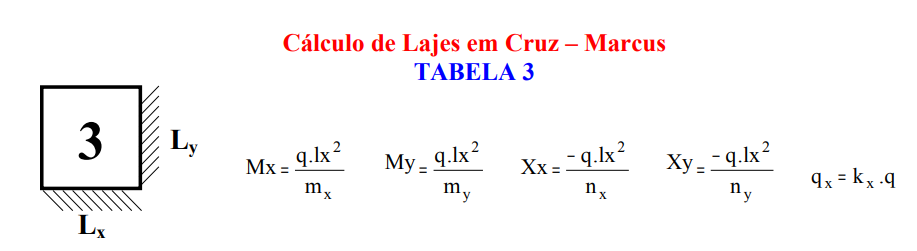 Cálculo de Lajes em Cruz – Marcus
TABELA 3
3
Ly
Lx
Mx = q.lx² / mx
My = q.lx² / my
Xx = – q.lx² / nx
Xy = – q.lx² / ny
qx = kx .q